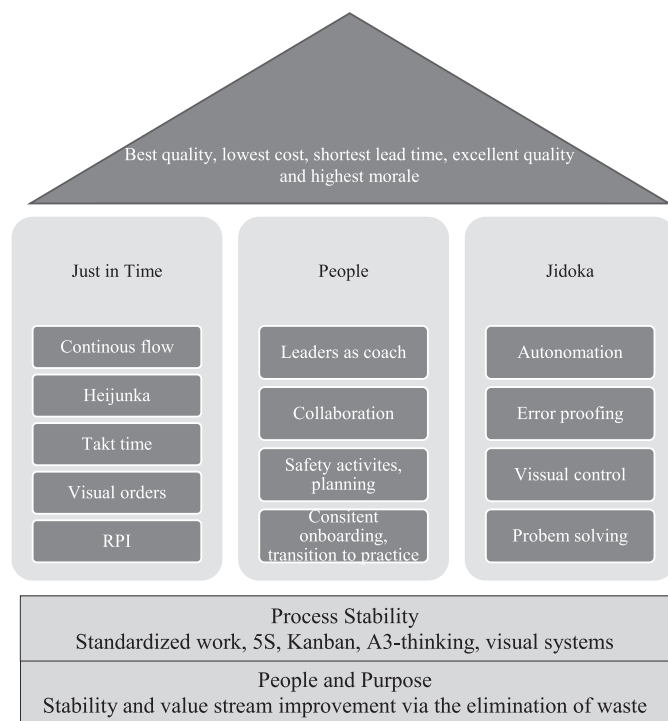 Best quality, lowest cost, shortest lead time, excellent quality
and highest morale
Just in Time
Continous flow
Heijunka
Takt time
Visual orders
RPI
People
Leaders as coach
Collaboration
Safety activites,
planning
Consitent
onboarding,
transition to practice
Jidoka
Autonomation
Error proofing
Vissual control
Probem solving
Process Stability
Standardized work, 5S, Kanban, A3-thinking, visual systems
People and Purpose
Stability and value stream improvement via the elimination of waste